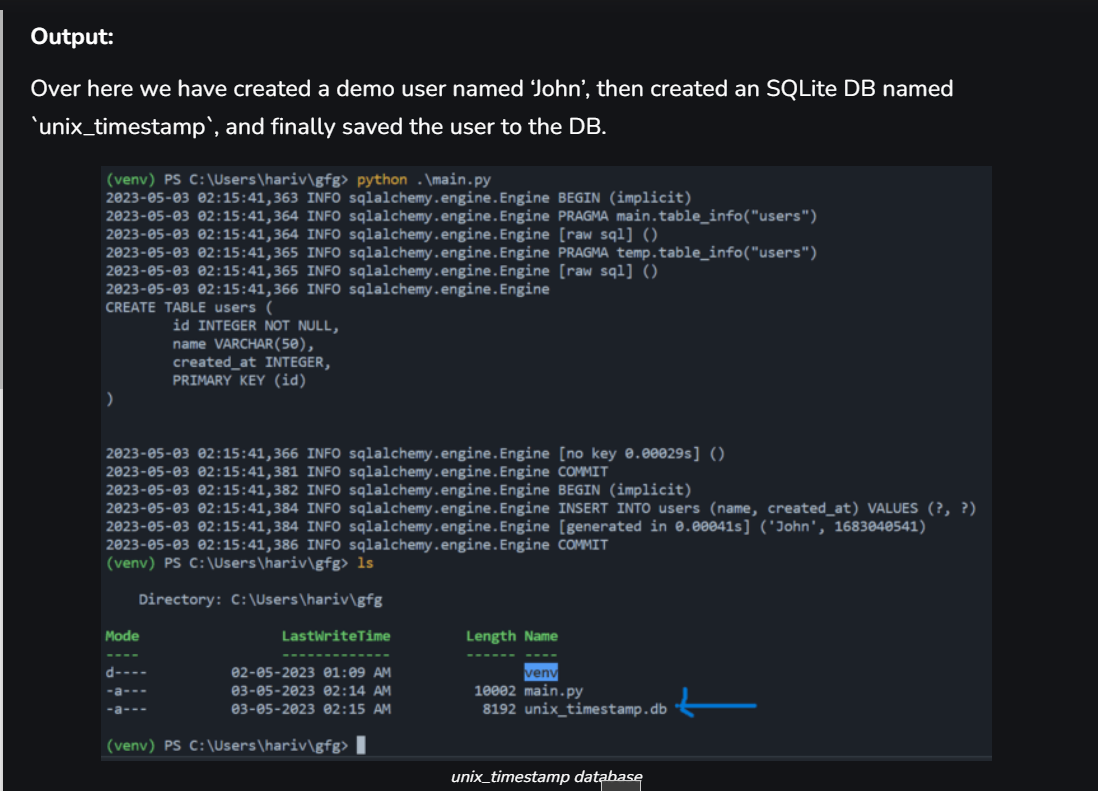 Output:
Over here we have created a demo user named ‘John’, then created an SQLite DB named
`unix_timestamp`, and finally saved the user to the DB.
(venv) PS C:\Users\hariv\gfg> python .\main.py
2023-05-03 02:15:41,363 INFO sqlalchemy.engine.Engine BEGIN (implicit)
2023-05-03 02:15:41,364 INFO sqlalchemy.engine.Engine PRAGMA main.table_info("users")
2023-05-03 02:15:41,364 INFO sqlalchemy.engine.Engine [raw sql] ()
2023-05-03 02:15:41,365 INFO sqlalchemy.engine.Engine PRAGMA temp.table_info("users")
2023-05-03 02:15:41,365 INFO sqlalchemy.engine.Engine [raw sql] ()
2023-05-03 02:15:41,366 INFO sqlalchemy.engine.Engine
CREATE TABLE users (
        id INTEGER NOT NULL,
        name VARCHAR(50),
        created_at INTEGER,
        PRIMARY KEY (id)
)
2023-05-03 02:15:41,366 INFO sqlalchemy.engine.Engine [no key 0.00029s] ()
2023-05-03 02:15:41,381 INFO sqlalchemy.engine.Engine COMMIT
2023-05-03 02:15:41,382 INFO sqlalchemy.engine.Engine BEGIN (implicit)
2023-05-03 02:15:41,384 INFO sqlalchemy.engine.Engine INSERT INTO users (name, created_at) VALUES (?, ?)
2023-05-03 02:15:41,384 INFO sqlalchemy.engine.Engine [generated in 0.00041s] ('John', 1683040541)
2023-05-03 02:15:41,386 INFO sqlalchemy.engine.Engine COMMIT
(venv) PS C:\Users\hariv\gfg> ls
    Directory: C:\Users\hariv\gfg
Mode                 LastWriteTime         Length Name
----                 -------------         ------ ----
d----          02-05-2023 01:09 AM                venv
-a---          03-05-2023 02:14 AM          10002 main.py
-a---          03-05-2023 02:15 AM           8192 unix_timestamp.db
(venv) PS C:\Users\hariv\gfg>
unix_timestamp database